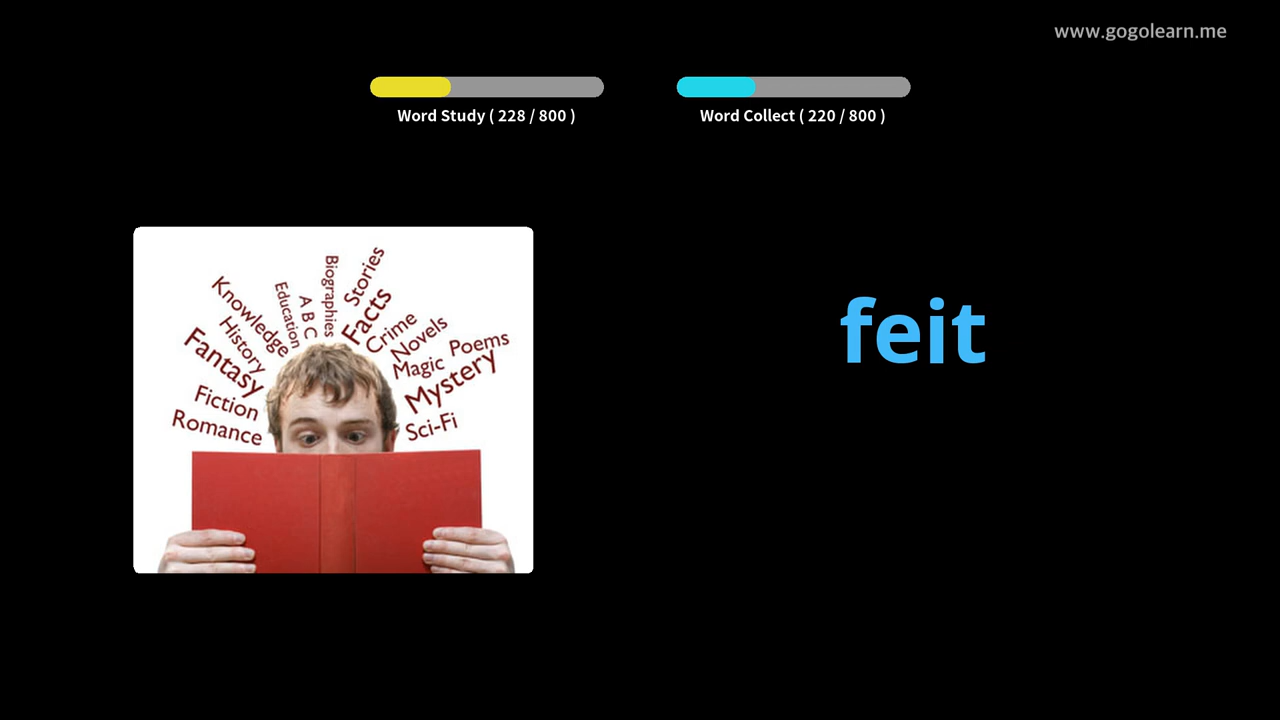 www.gogolearn.me
Word Study ( 228 / 800 )
Word Collect ( 220 / 800 )
Biographies
Stories
Education
A B C
Facts
Knowledge
Crime
History
Novels
Poems
Fantasy
Magic
Mystery
Fiction
Romance
Sci-Fi
feit